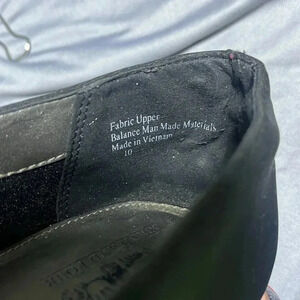 Fabric Upper
Balance Man Made Materials
Made in Vietnam
10